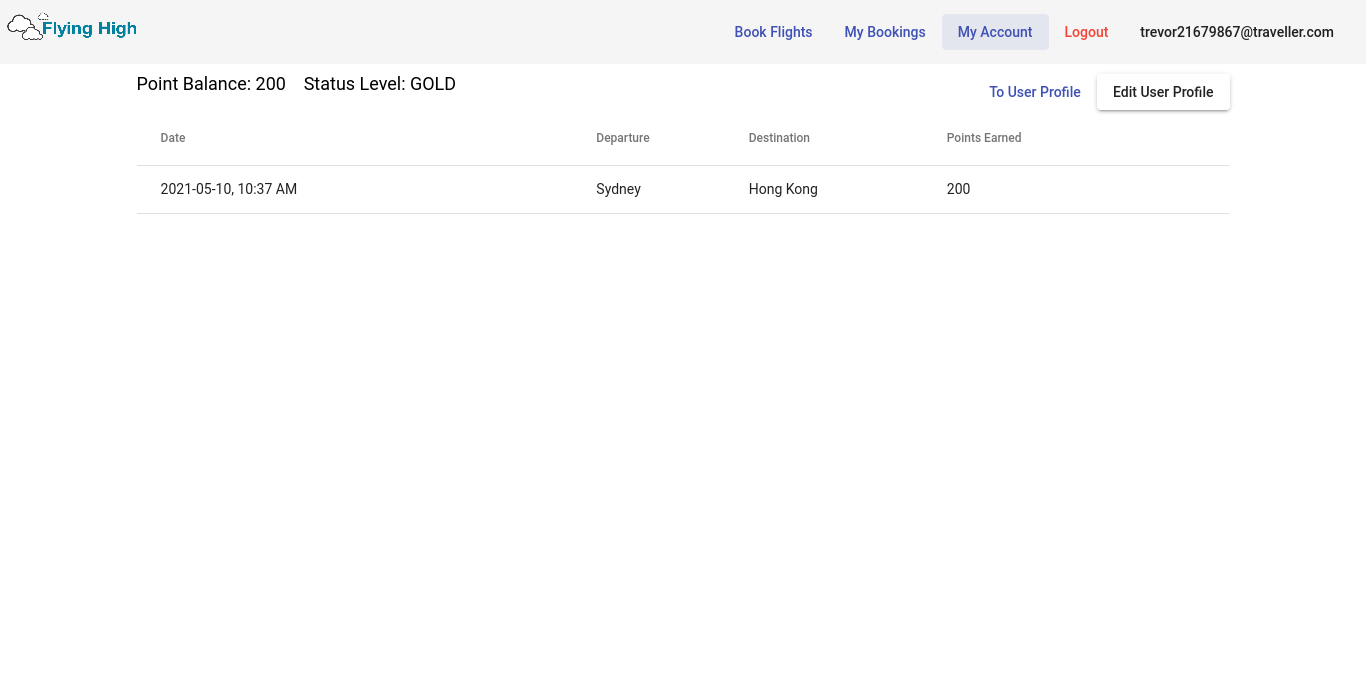 Flying High
Book Flights My Bookings My Account Logout trevor21679867@traveller.com
Point Balance: 200 Status Level: GOLD
To User Profile Edit User Profile
Date Departure Destination Points Earned
2021-05-10, 10:37 AM Sydney Hong Kong 200